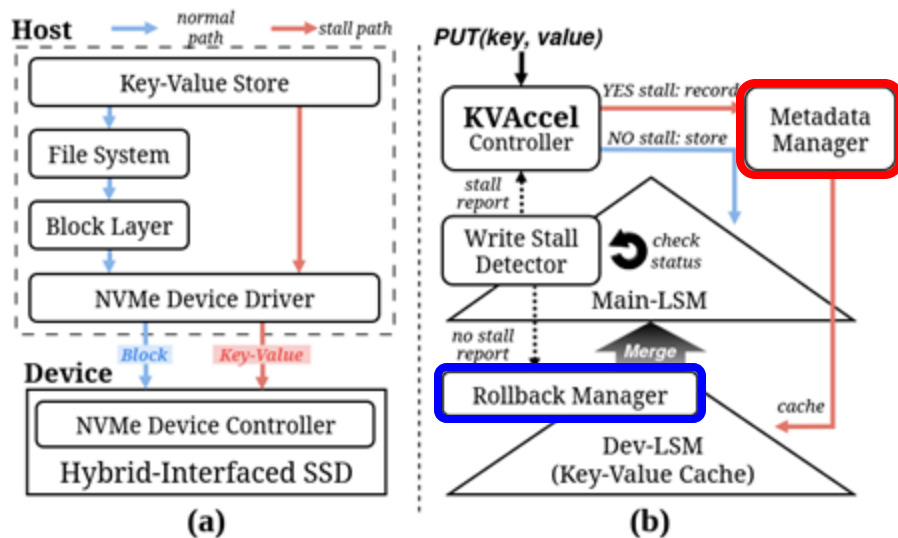 Host
normal
path
stall path
Key-Value Store
File System
Block Layer
NVMe Device Driver
Block
Key-Value
Device
NVMe Device Controller
Hybrid-Interfaced SSD
(a)
PUT(key, value)
KVAccel
Controller
YES stall: record
NO stall: store
Metadata
Manager
stall
report
Write Stall
Detector
check
status
Main-LSM
no stall
report
Merge
Rollback Manager
cache
Dev-LSM
(Key-Value Cache)
(b)